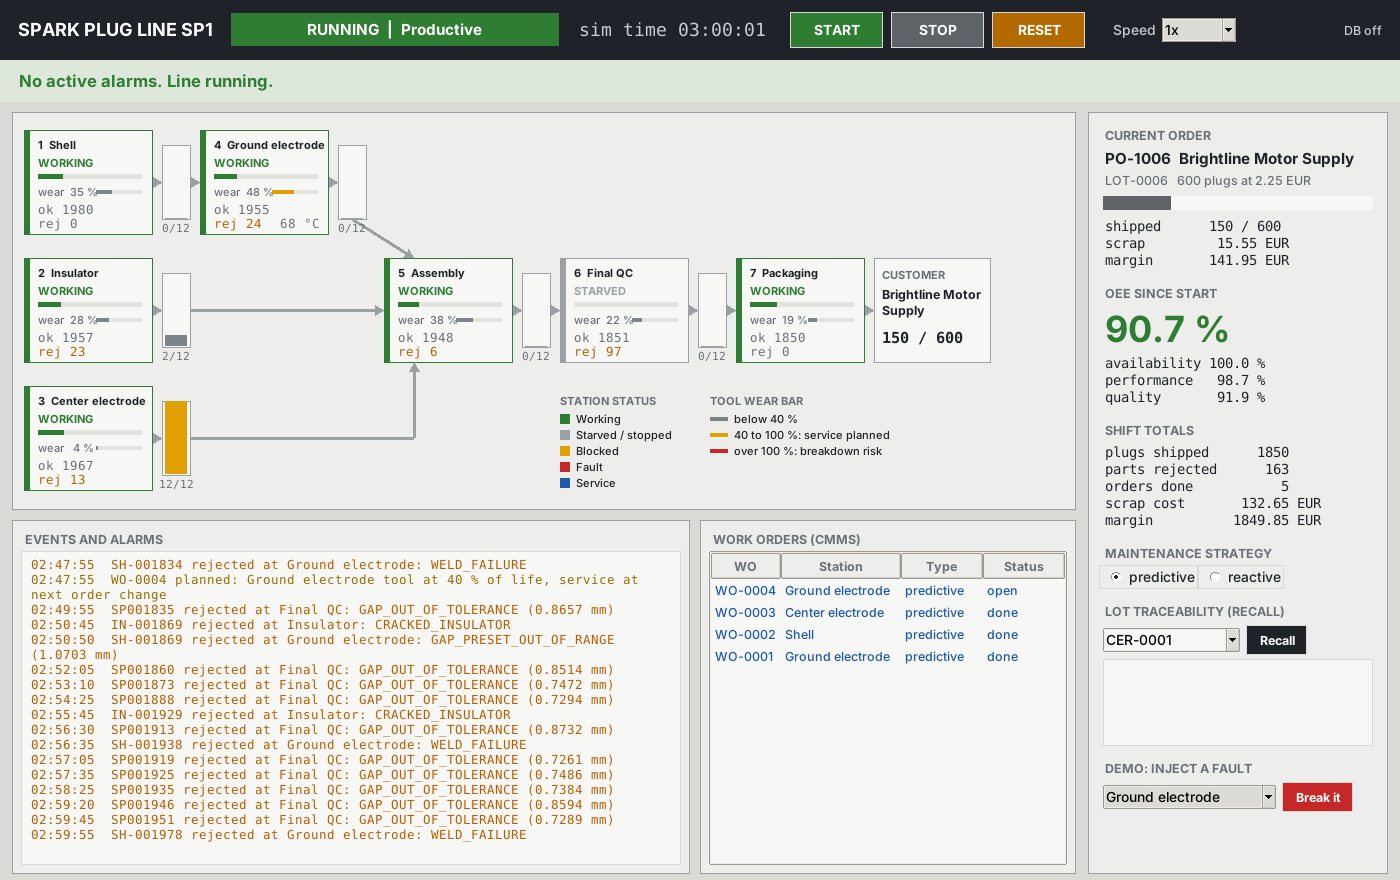 SPARK PLUG LINE SP1
RUNNING | Productive
sim time 03:00:01
START
STOP
RESET
Speed
1x
DB off
No active alarms. Line running.
1 Shell
WORKING
wear 35 %
ok 1980
rej 0
0/12
4 Ground electrode
WORKING
wear 48 %
ok 1955
rej 24 68 °C
0/12
2 Insulator
WORKING
wear 28 %
ok 1957
rej 23
2/12
5 Assembly
WORKING
wear 38 %
ok 1948
rej 6
0/12
6 Final QC
STARVED
wear 22 %
ok 1851
rej 97
0/12
7 Packaging
WORKING
wear 19 %
ok 1850
rej 0
CUSTOMER
Brightline Motor
Supply
150 / 600
3 Center electrode
WORKING
wear 4 %
ok 1967
rej 13
12/12
STATION STATUS
Working
Starved / stopped
Blocked
Fault
Service
TOOL WEAR BAR
below 40 %
40 to 100 %: service planned
over 100 %: breakdown risk
EVENTS AND ALARMS
02:47:55 SH-001834 rejected at Ground electrode: WELD_FAILURE
02:47:55 WO-0004 planned: Ground electrode tool at 40 % of life, service at
next order change
02:49:55 SP001835 rejected at Final QC: GAP_OUT_OF_TOLERANCE (0.8657 mm)
02:50:45 IN-001869 rejected at Insulator: CRACKED_INSULATOR
02:50:50 SH-001869 rejected at Ground electrode: GAP_PRESET_OUT_OF_RANGE
(1.0703 mm)
02:52:05 SP001860 rejected at Final QC: GAP_OUT_OF_TOLERANCE (0.8514 mm)
02:53:10 SP001873 rejected at Final QC: GAP_OUT_OF_TOLERANCE (0.7472 mm)
02:54:25 SP001888 rejected at Final QC: GAP_OUT_OF_TOLERANCE (0.7294 mm)
02:55:45 IN-001929 rejected at Insulator: CRACKED_INSULATOR
02:56:30 SP001913 rejected at Final QC: GAP_OUT_OF_TOLERANCE (0.8732 mm)
02:56:35 SH-001938 rejected at Ground electrode: WELD_FAILURE
02:57:05 SP001919 rejected at Final QC: GAP_OUT_OF_TOLERANCE (0.7261 mm)
02:57:35 SP001925 rejected at Final QC: GAP_OUT_OF_TOLERANCE (0.7486 mm)
02:58:25 SP001935 rejected at Final QC: GAP_OUT_OF_TOLERANCE (0.7384 mm)
02:59:20 SP001946 rejected at Final QC: GAP_OUT_OF_TOLERANCE (0.8594 mm)
02:59:45 SP001951 rejected at Final QC: GAP_OUT_OF_TOLERANCE (0.7289 mm)
02:59:55 SH-001978 rejected at Ground electrode: WELD_FAILURE
WORK ORDERS (CMMS)
WO Station Type Status
WO-0004 Ground electrode predictive open
WO-0003 Center electrode predictive done
WO-0002 Shell predictive done
WO-0001 Ground electrode predictive done
CURRENT ORDER
PO-1006 Brightline Motor Supply
LOT-0006 600 plugs at 2.25 EUR
shipped 150 / 600
scrap 15.55 EUR
margin 141.95 EUR
OEE SINCE START
90.7 %
availability 100.0 %
performance 98.7 %
quality 91.9 %
SHIFT TOTALS
plugs shipped 1850
parts rejected 163
orders done 5
scrap cost 132.65 EUR
margin 1849.85 EUR
MAINTENANCE STRATEGY
predictive reactive
LOT TRACEABILITY (RECALL)
CER-0001
Recall
DEMO: INJECT A FAULT
Ground electrode
Break it